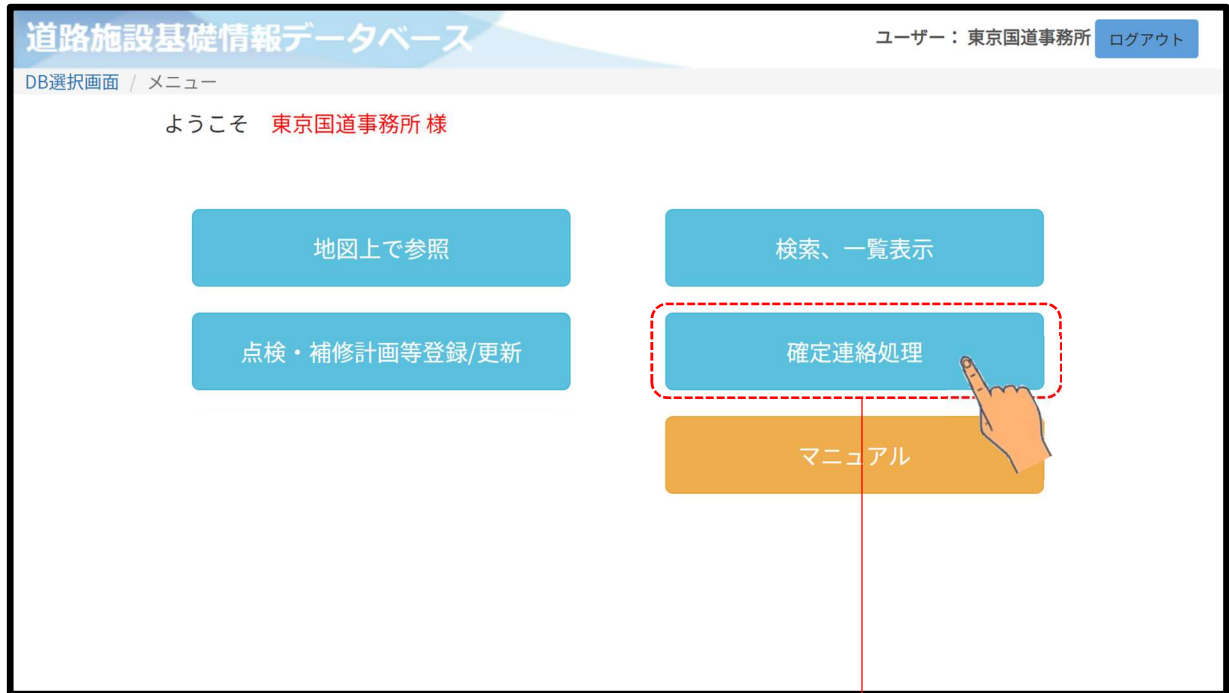 道路施設基礎情報データベース
ユーザー： 東京国道事務所 ログアウト
DB選択画面 / メニュー
ようこそ 東京国道事務所 様
地図上で参照
検索、一覧表示
点検・補修計画等登録/更新
確定連絡処理
マニュアル